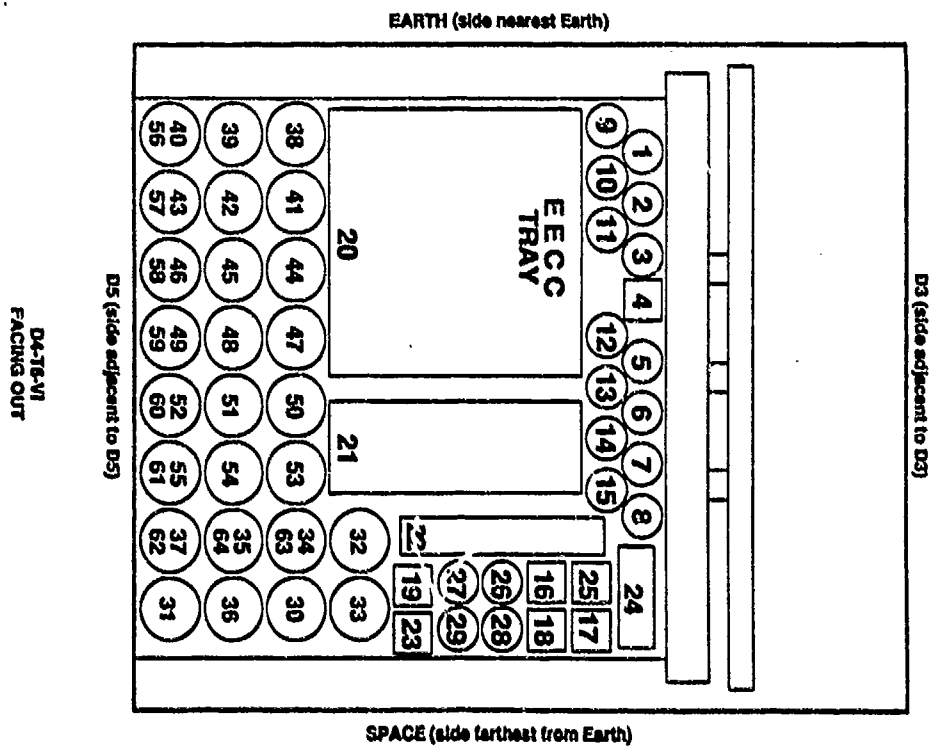 EARTH (side nearest Earth)
40 39 38
56
9
1
43 42 41
57
10
2
EECC
TRAY
11
3
46 45 44
58
20
4
49 48 47
59
12
5
13
6
52 51 50
60
14
7
21
55 54 53
61
15
8
37 35 34 32
62 64 63
22
19 27 26 16 25 24
31 36 30 33
23 29 28 18 17
D3 (side adjacent to D3)
D5 (side adjacent to D5)
D4-T6-VI
FACING OUT
SPACE (side farthest from Earth)